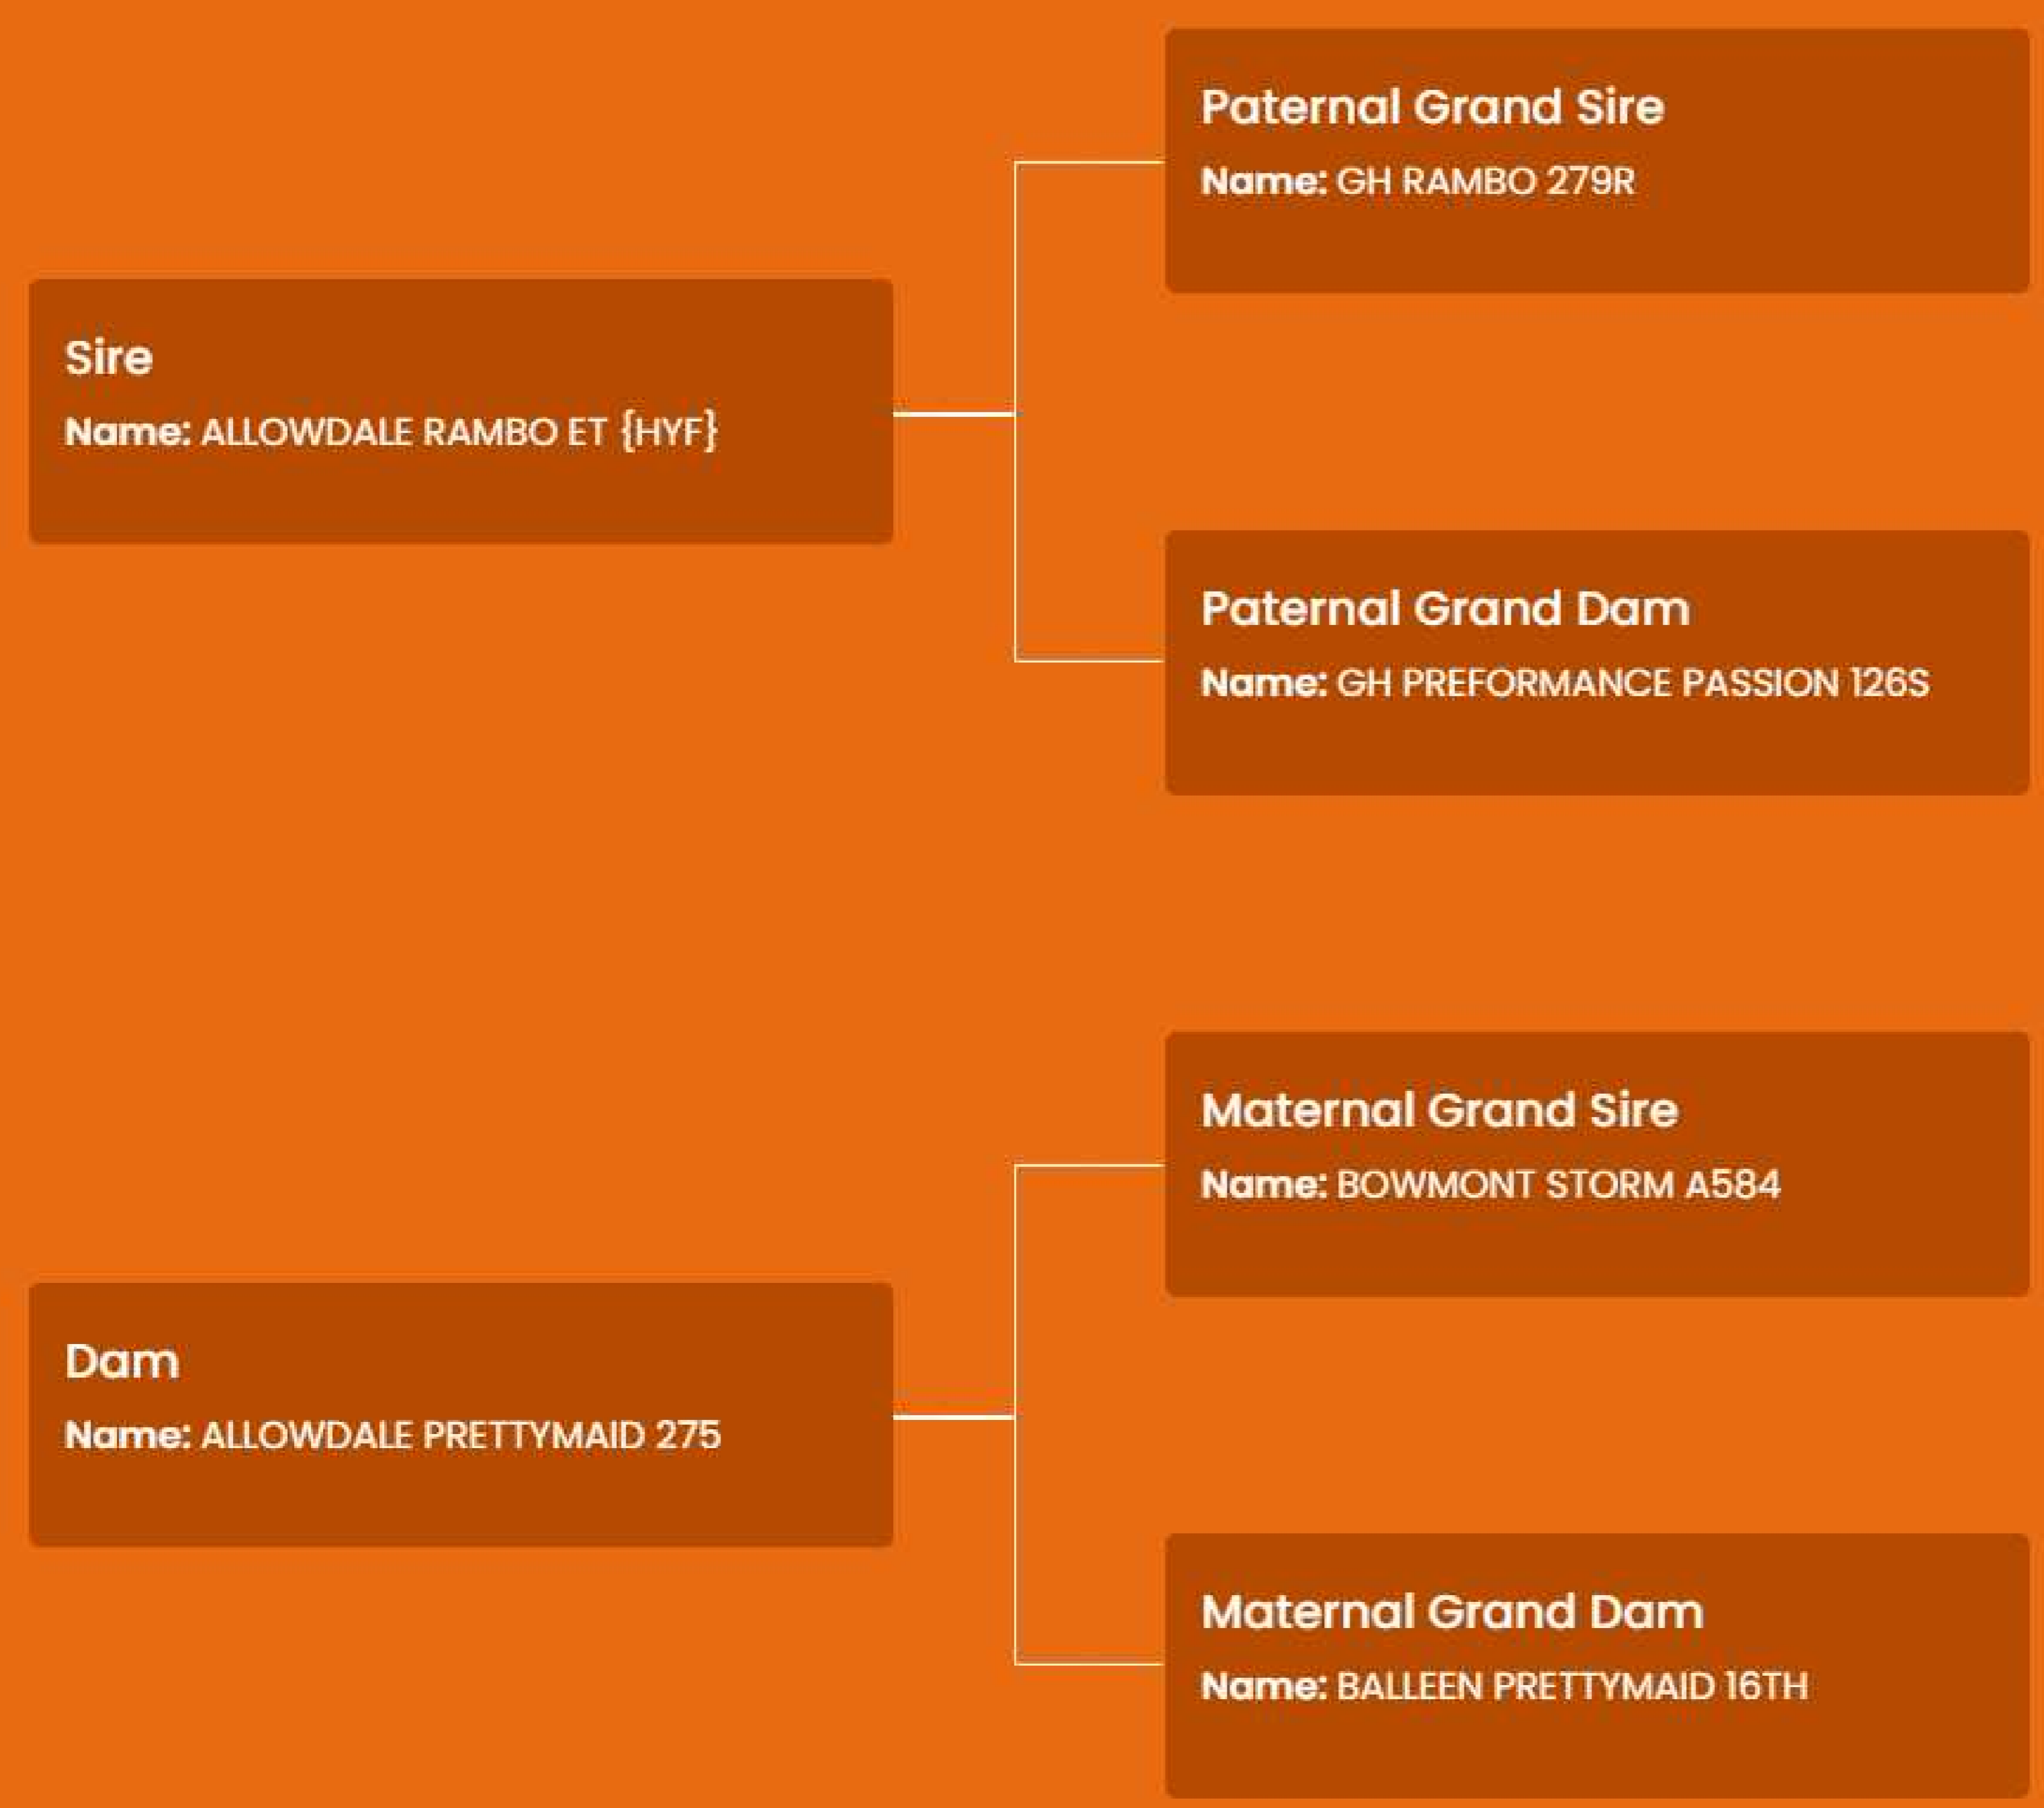 Paternal Grand Sire
Name: GH RAMBO 279R
Sire
Name: ALLOWDALE RAMBO ET {HYF}
Paternal Grand Dam
Name: GH PREFORMANCE PASSION 126S
Maternal Grand Sire
Name: BOWMONT STORM A584
Dam
Name: ALLOWDALE PRETTYMAID 275
Maternal Grand Dam
Name: BALLEEN PRETTYMAID 16TH